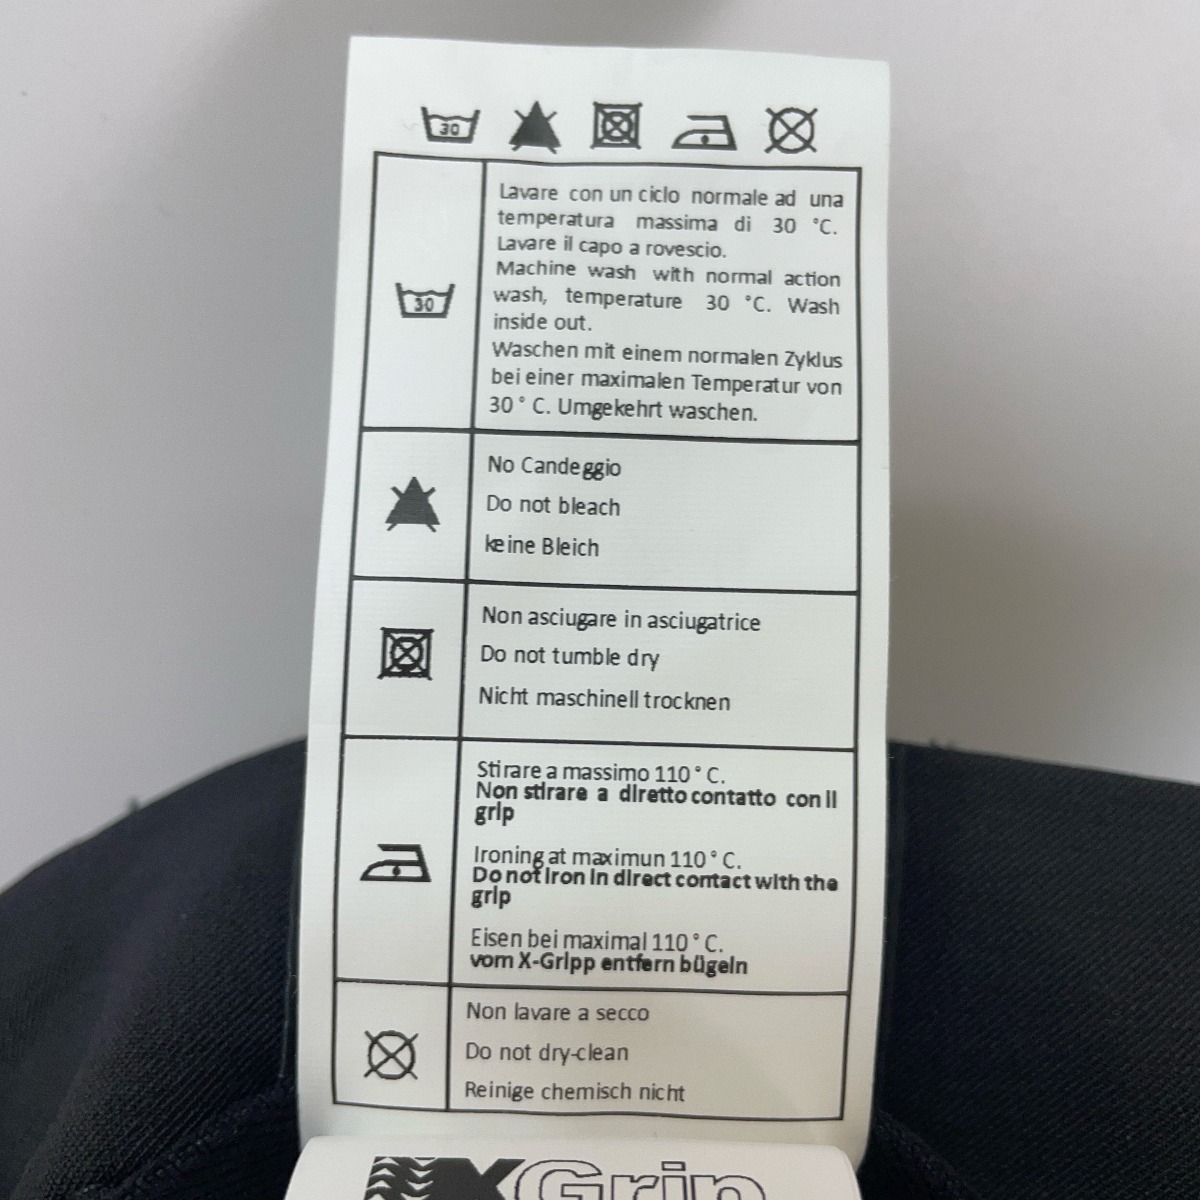 30
Lavare con un ciclo normale ad una
temperatura massima di 30 °C.
Lavare il capo a rovescio.
Machine wash with normal action
wash, temperature 30 °C. Wash
inside out.
Waschen mit einem normalen Zyklus
bei einer maximalen Temperatur von
30 ° C. Umgekehrt waschen.
30
No Candeggio
Do not bleach
keine Bleich
Non asciugare in asciugatrice
Do not tumble dry
Nicht maschinell trocknen
Stirare a massimo 110 ° C.
Non stirare a diretto contatto con il
grip
Ironing at maximun 110 ° C.
Do not iron in direct contact with the
grip
Eisen bei maximal 110 ° C.
vom X-Gripp entfern bügeln
Non lavare a secco
Do not dry-clean
Reinige chemisch nicht
XGrip